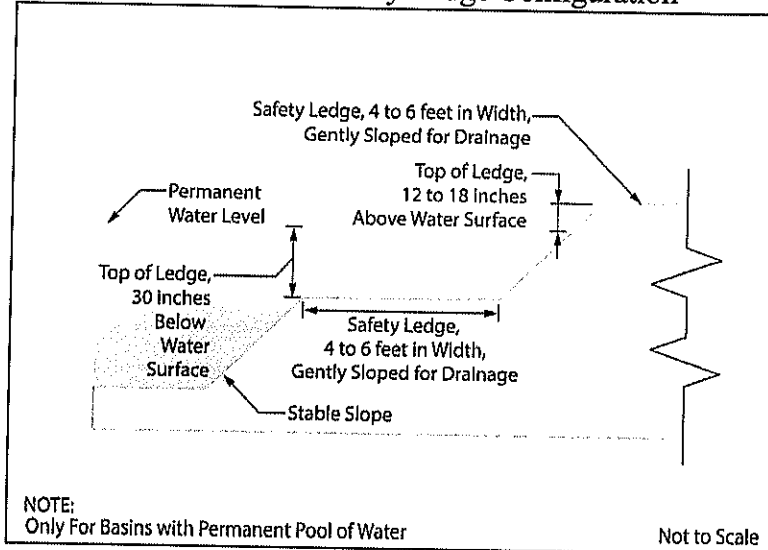 Safety Ledge, 4 to 6 feet in Width,
Gently Sloped for Drainage
Top of Ledge,
12 to 18 inches
Above Water Surface
Permanent
Water Level
Top of Ledge,
30 Inches
Below
Water
Surface
Safety Ledge,
4 to 6 feet in Width,
Gently Sloped for Drainage
Stable Slope
NOTE:
Only For Basins with Permanent Pool of Water
Not to Scale